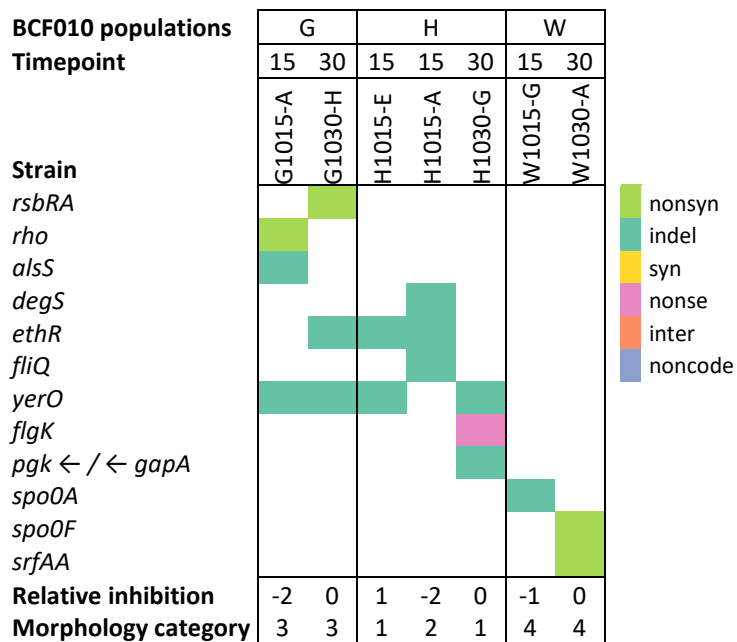 BCF010 populations G H W
Timepoint 15 30 15 15 30 15 30
Strain G1015-A G1030-H H1015-E H1015-A H1030-G W1015-G W1030-A
rsbRA nonsyn
rho indel
alsS syn
degS nonse
ethR inter
fliQ noncode
yerO
flgK
pgk ← / ← gapA
spo0A
spo0F
srfAA
Relative inhibition -2 0 1 -2 0 -1 0
Morphology category 3 3 1 2 1 4 4